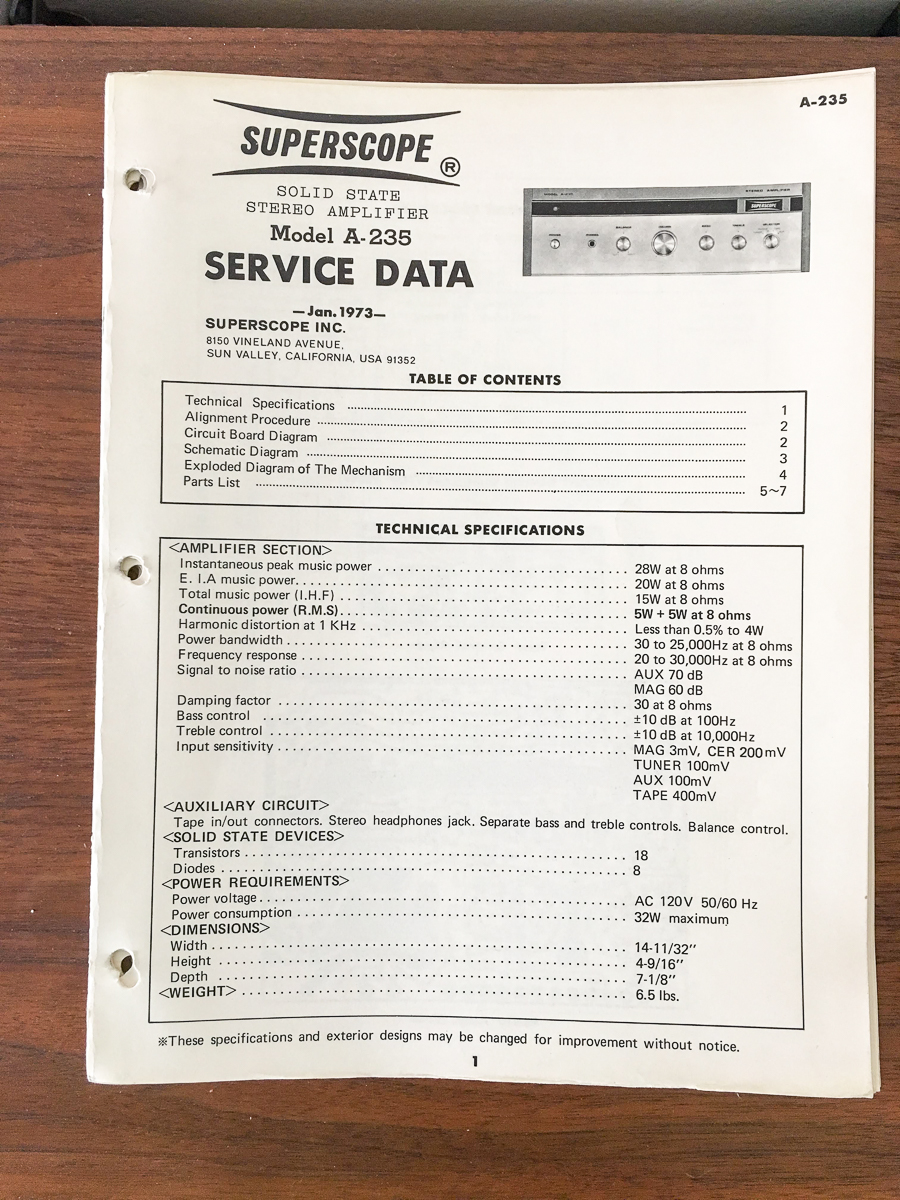 A-235
SUPERSCOPE ®
SOLID STATE
STEREO AMPLIFIER
Model A-235
SERVICE DATA
—Jan.1973—
SUPERSCOPE INC.
8150 VINELAND AVENUE,
SUN VALLEY, CALIFORNIA, USA 91352
STEREO AMPLIFIER
SUPERSCOPE
TABLE OF CONTENTS
Technical Specifications 1
Alignment Procedure 2
Circuit Board Diagram 2
Schematic Diagram 3
Exploded Diagram of The Mechanism 4
Parts List 5~7
TECHNICAL SPECIFICATIONS
<AMPLIFIER SECTION>
Instantaneous peak music power 28W at 8 ohms
E. I.A music power. 20W at 8 ohms
Total music power (I.H.F) 15W at 8 ohms
Continuous power (R.M.S). 5W + 5W at 8 ohms
Harmonic distortion at 1 KHz Less than 0.5% to 4W
Power bandwidth 30 to 25,000Hz at 8 ohms
Frequency response 20 to 30,000Hz at 8 ohms
Signal to noise ratio AUX 70 dB
MAG 60 dB
Damping factor 30 at 8 ohms
Bass control ±10 dB at 100Hz
Treble control ±10 dB at 10,000Hz
Input sensitivity MAG 3mV, CER 200mV
TUNER 100mV
AUX 100mV
TAPE 400mV
<AUXILIARY CIRCUIT>
Tape in/out connectors. Stereo headphones jack. Separate bass and treble controls. Balance control.
<SOLID STATE DEVICES>
Transistors 18
Diodes 8
<POWER REQUIREMENTS>
Power voltage. AC 120V 50/60 Hz
Power consumption 32W maximum
<DIMENSIONS>
Width 14-11/32"
Height 4-9/16"
Depth 7-1/8"
<WEIGHT> 6.5 lbs.
※These specifications and exterior designs may be changed for improvement without notice.
1